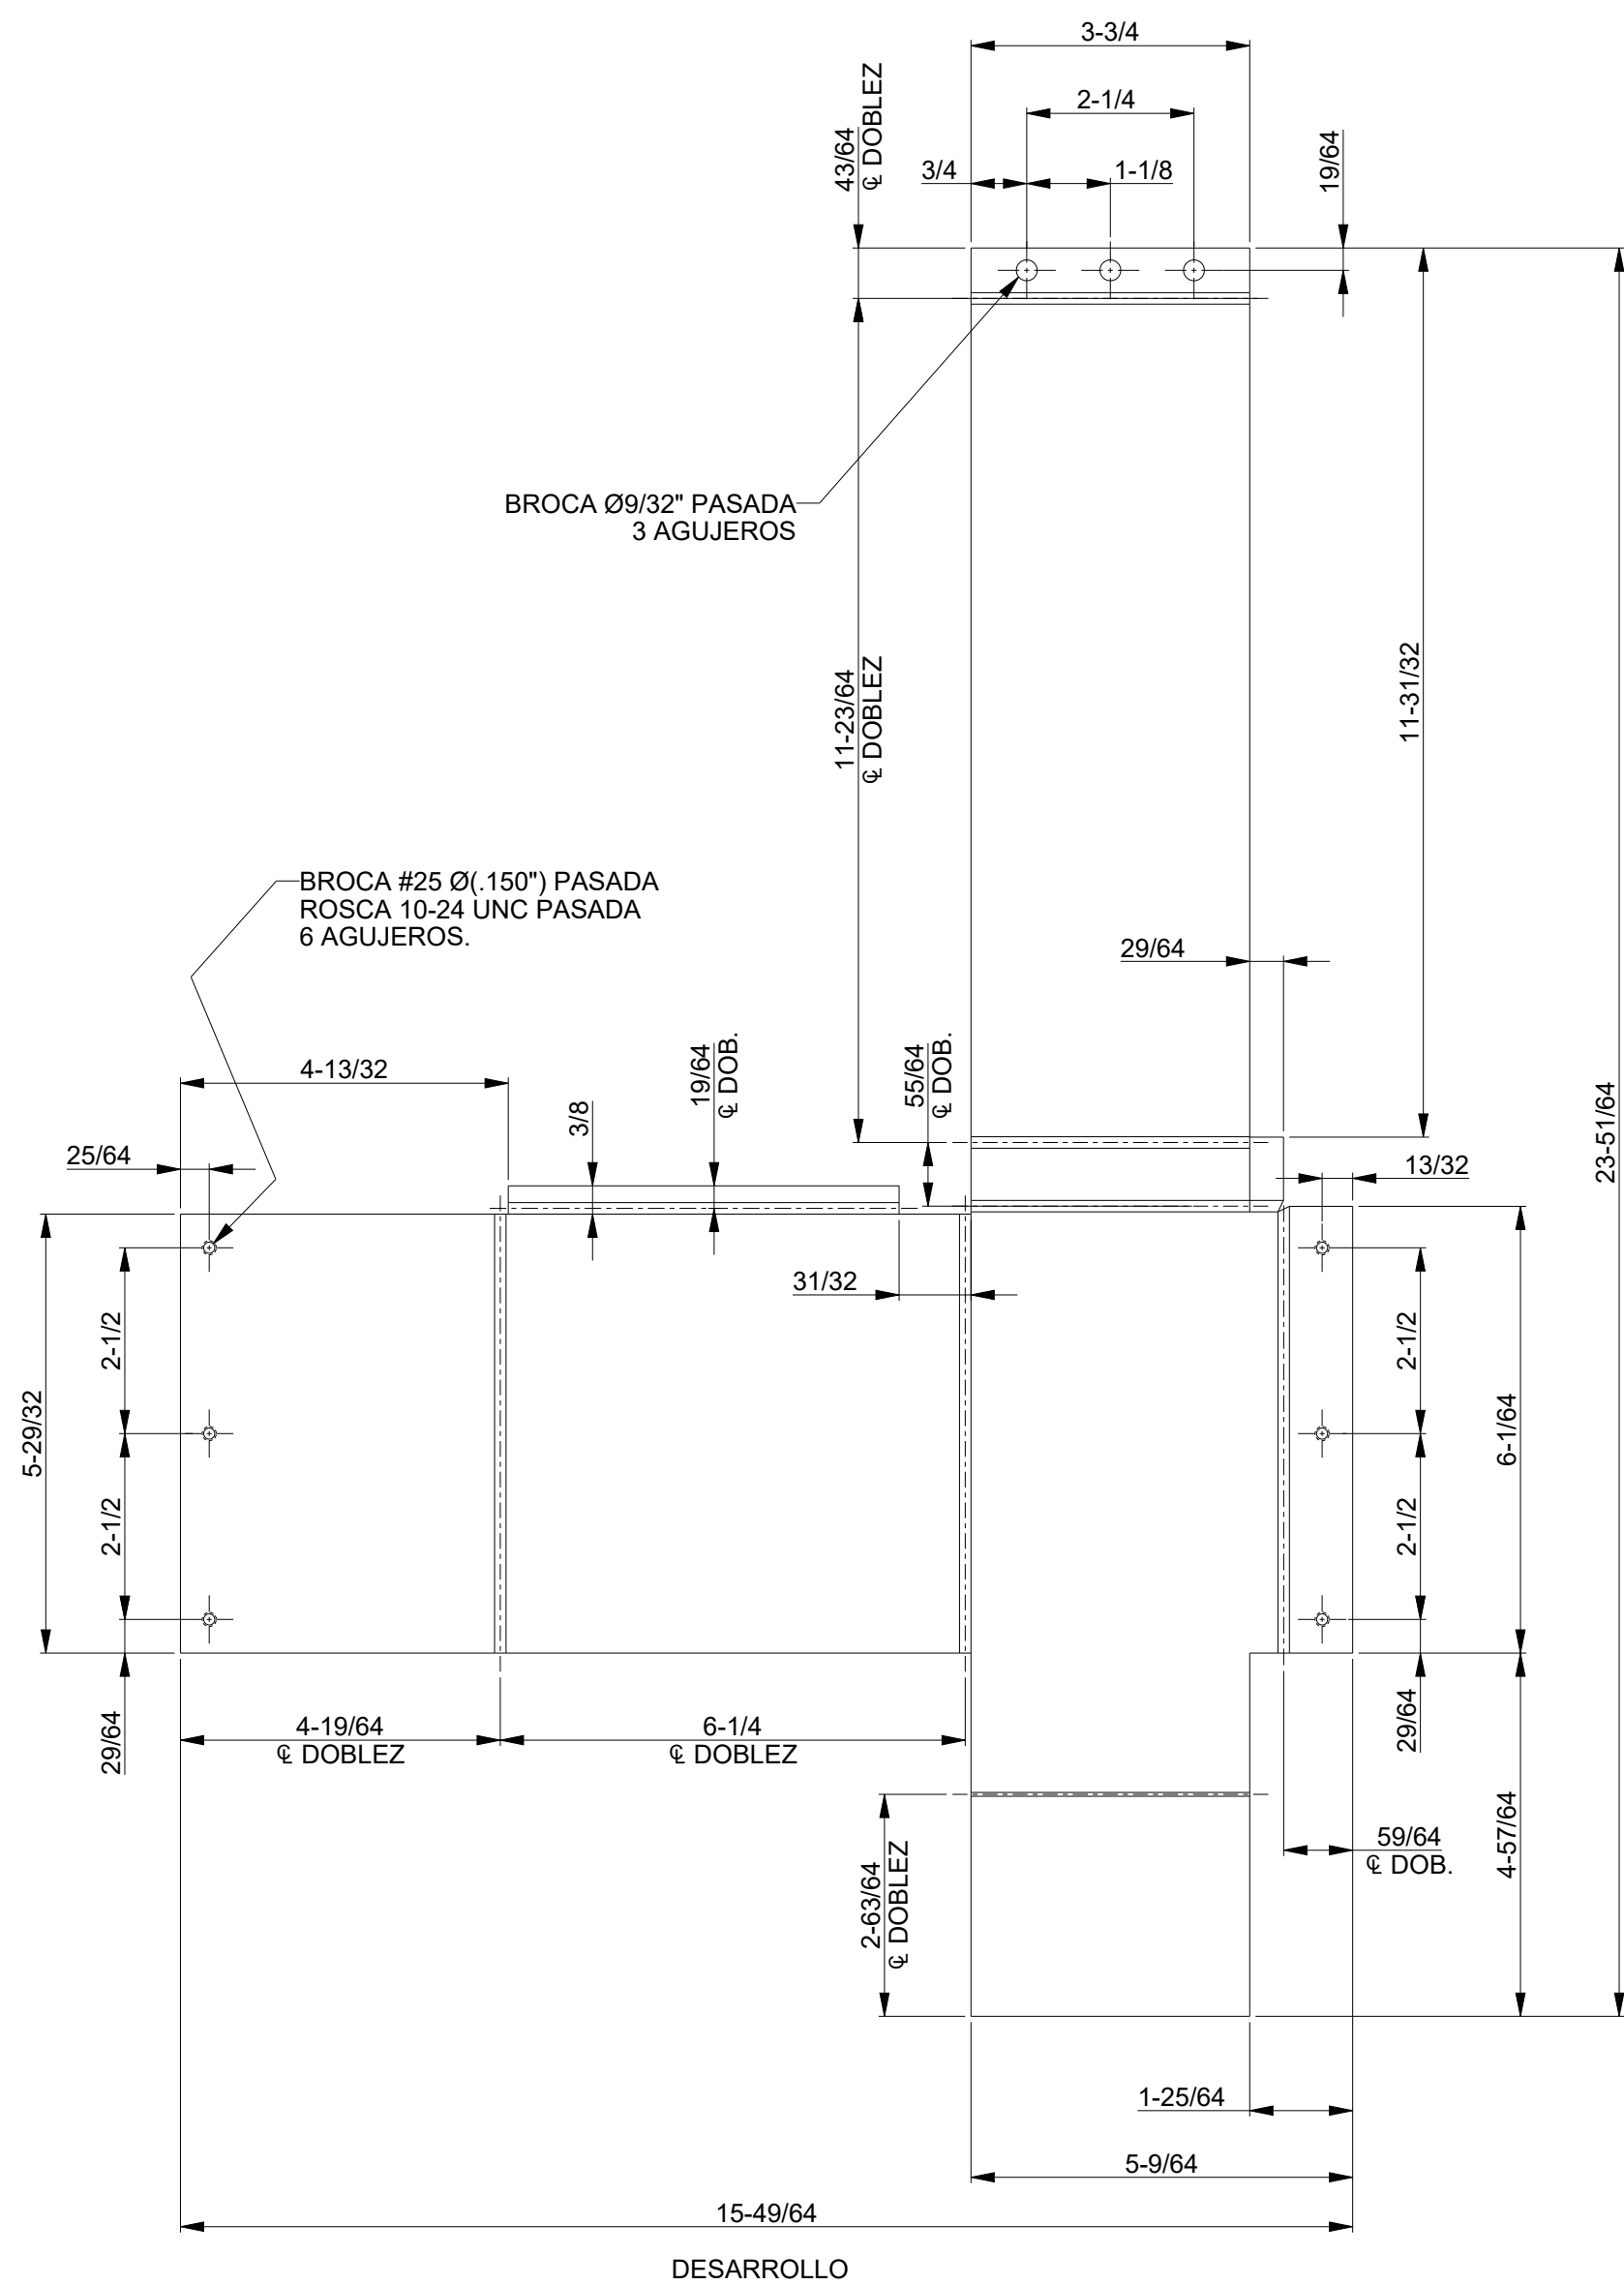 3-3/4
2-1/4
3/4
1-1/8
43/64
℄ DOBLEZ
19/64
BROCA Ø9/32" PASADA
3 AGUJEROS
11-23/64
℄ DOBLEZ
11-31/32
BROCA #25 Ø(.150") PASADA
ROSCA 10-24 UNC PASADA
6 AGUJEROS.
29/64
4-13/32
19/64
℄ DOB.
55/64
℄ DOB.
3/8
23-51/64
25/64
13/32
31/32
2-1/2
2-1/2
5-29/32
6-1/64
2-1/2
2-1/2
29/64
4-19/64
℄ DOBLEZ
6-1/4
℄ DOBLEZ
29/64
59/64
℄ DOB.
4-57/64
2-63/64
℄ DOBLEZ
1-25/64
5-9/64
15-49/64
DESARROLLO